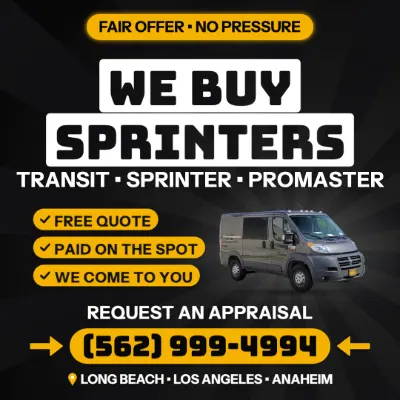 FAIR OFFER • NO PRESSURE
WE BUY
SPRINTERS
TRANSIT • SPRINTER • PROMASTER
FREE QUOTE
PAID ON THE SPOT
WE COME TO YOU
REQUEST AN APPRAISAL
(562) 999-4994
LONG BEACH • LOS ANGELES • ANAHEIM